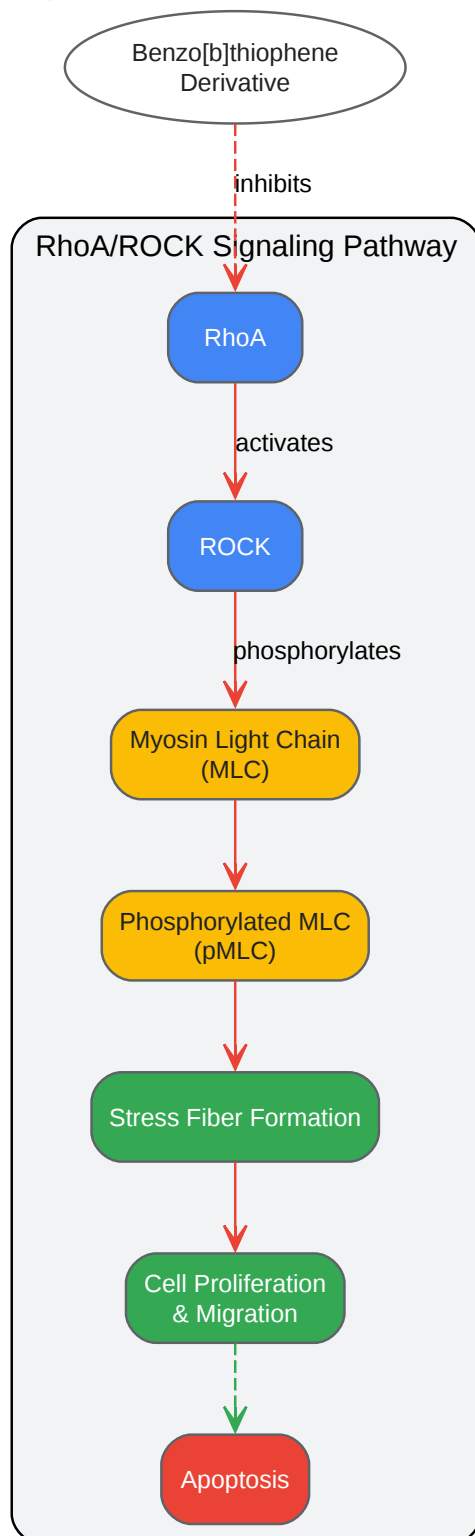 Benzo[b]thiophene
Derivative
inhibits
RhoA/ROCK Signaling Pathway
RhoA
activates
ROCK
phosphorylates
Myosin Light Chain
(MLC)
Phosphorylated MLC
(pMLC)
Stress Fiber Formation
Cell Proliferation
& Migration
Apoptosis